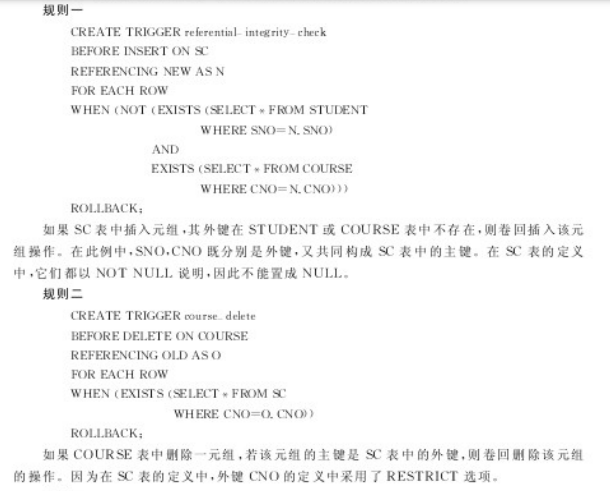 规则一
CREATE TRIGGER referential_integrity_check
BEFORE INSERT ON SC
REFERENCING NEW AS N
FOR EACH ROW
WHEN (NOT (EXISTS (SELECT * FROM STUDENT
WHERE SNO=N.SNO)
AND
EXISTS (SELECT * FROM COURSE
WHERE CNO=N.CNO)))
ROLLBACK;
如果 SC 表中插入元组,其外键在 STUDENT 或 COURSE 表中不存在,则卷回插入该元
组操作。在此例中,SNO,CNO 既分别是外键,又共同构成 SC 表中的主键。在 SC 表的定义
中,它们都以 NOT NULL 说明,因此不能置成 NULL。
规则二
CREATE TRIGGER course_delete
BEFORE DELETE ON COURSE
REFERENCING OLD AS O
FOR EACH ROW
WHEN (EXISTS (SELECT * FROM SC
WHERE CNO=O.CNO))
ROLLBACK;
如果 COURSE 表中删除一元组,若该元组的主键是 SC 表中的外键,则卷回删除该元组
的操作。因为在 SC 表的定义中,外键 CNO 的定义中采用了 RESTRICT 选项。